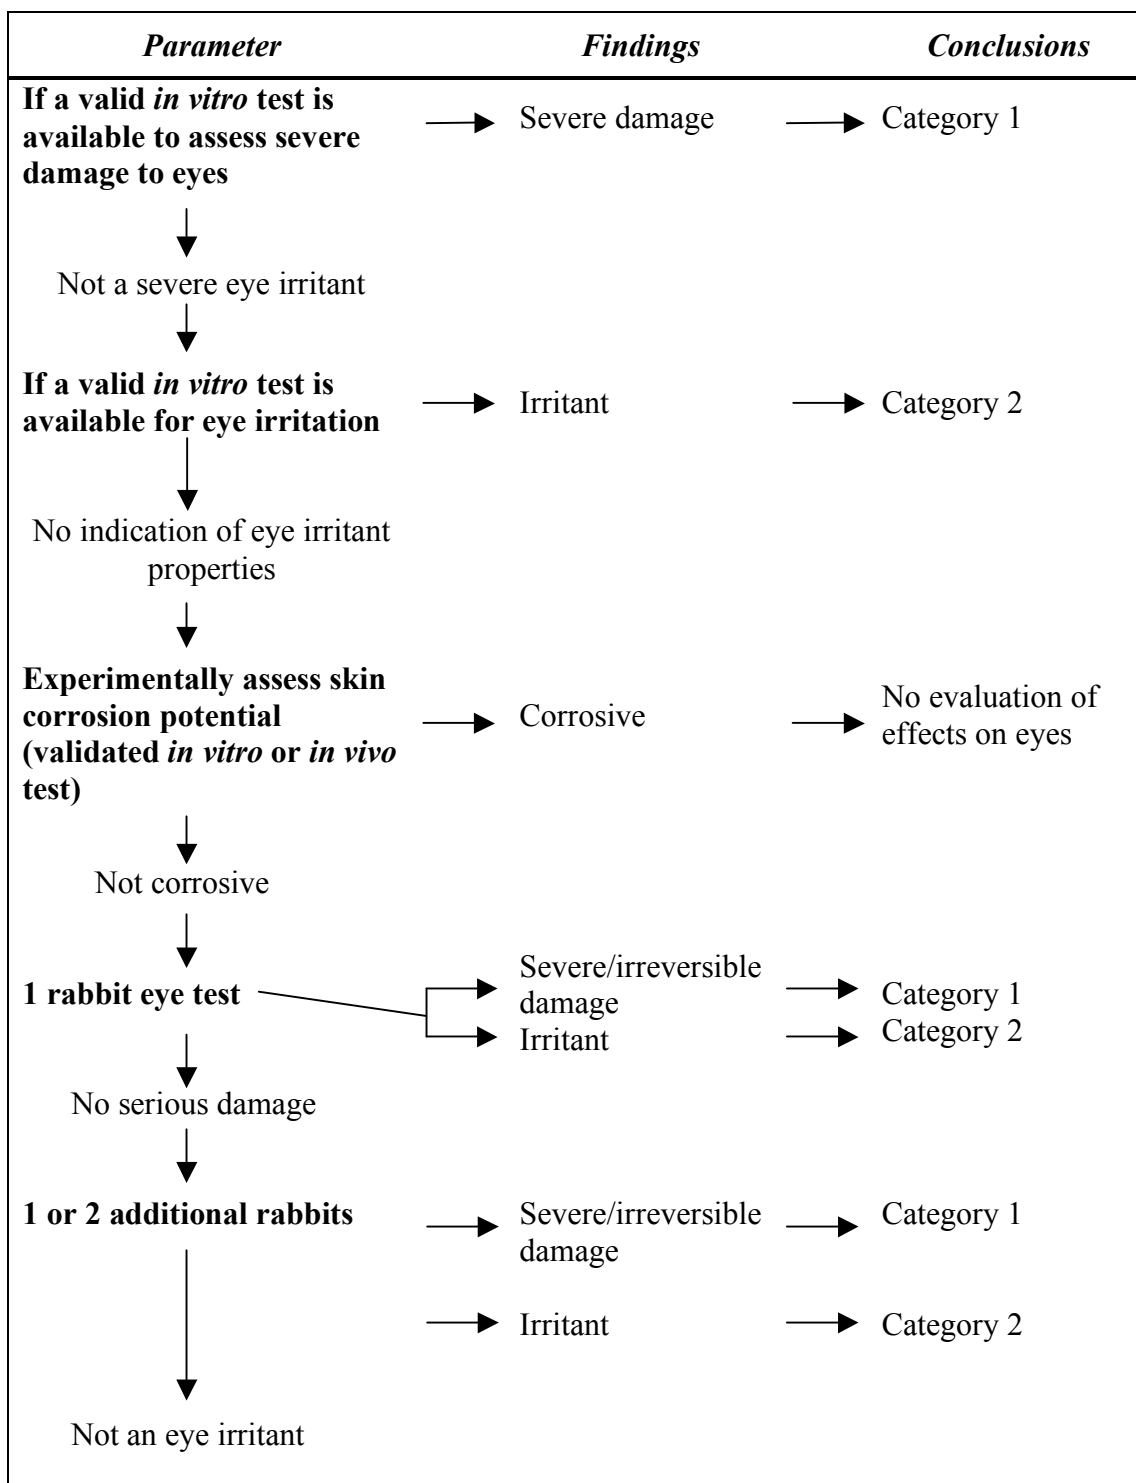 Parameter Findings Conclusions
If a valid in vitro test is
available to assess severe
damage to eyes
Severe damage
Category 1
Not a severe eye irritant
If a valid in vitro test is
available for eye irritation
Irritant
Category 2
No indication of eye irritant
properties
Experimentally assess skin
corrosion potential
(validated in vitro or in vivo
test)
Corrosive
No evaluation of
effects on eyes
Not corrosive
1 rabbit eye test
Severe/irreversible
damage
Category 1
Irritant
Category 2
No serious damage
1 or 2 additional rabbits
Severe/irreversible
damage
Category 1
Irritant
Category 2
Not an eye irritant